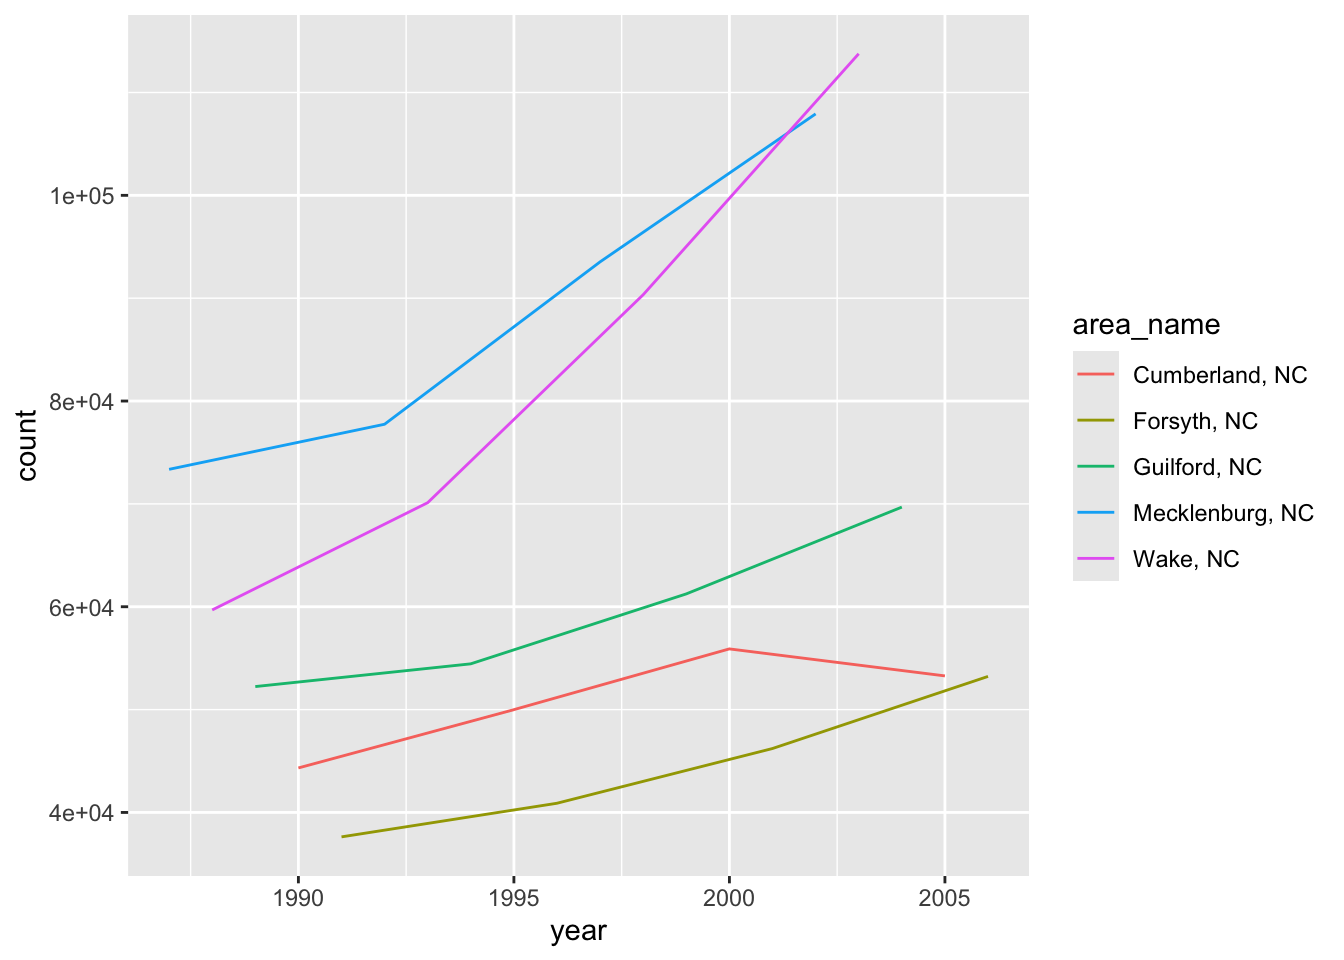 1e+05
8e+04
6e+04
4e+04
count
1990
1995
2000
2005
year
area_name
Cumberland, NC
Forsyth, NC
Guilford, NC
Mecklenburg, NC
Wake, NC